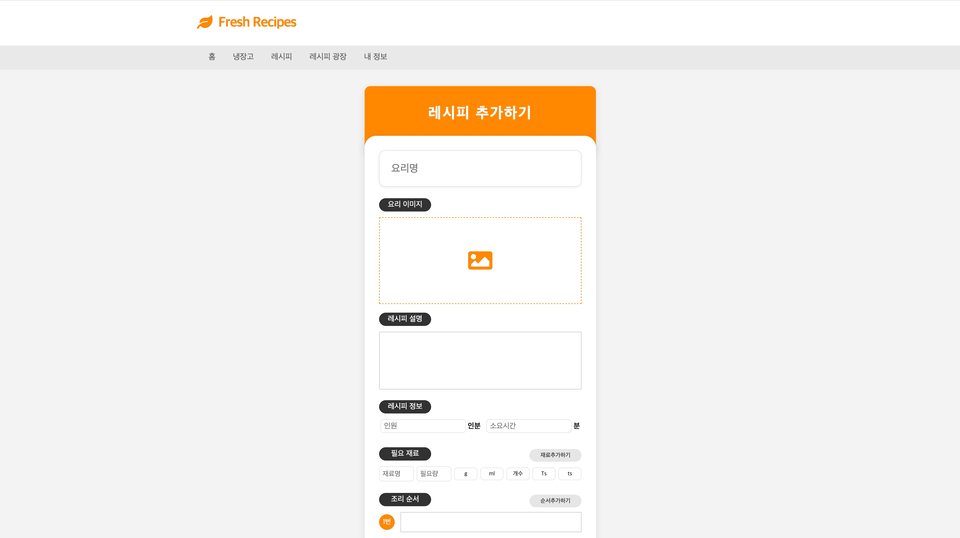 Fresh Recipes
홈 냉장고 레시피 레시피 광장 내 정보
레시피 추가하기
요리명
요리 이미지
레시피 설명
레시피 정보
인원 인분 소요시간 분
필요 재료 재료추가하기
재료명 필요량 g ml 개수 Ts ts
조리 순서 순서추가하기
1번